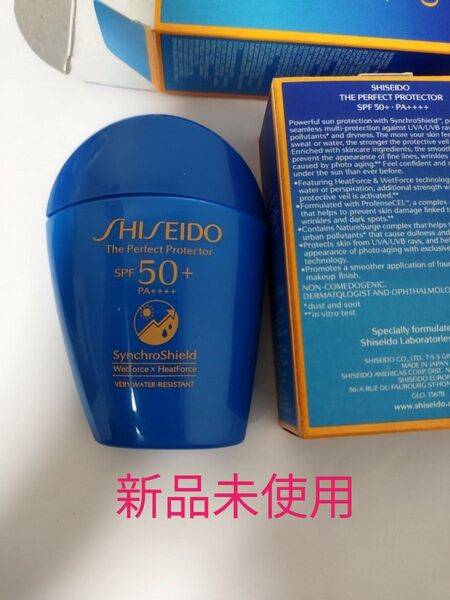 SHISEIDO
The Perfect Protector
SPF 50+
PA++++
SynchroShield
WetForce × HeatForce
VERY WATER-RESISTANT
SHISEIDO
THE PERFECT PROTECTOR
SPF 50+ · PA++++
Powerful sun protection with SynchroShield™,
seamless multi-protection against UVA/UVB ray
pollutants* and dryness. The more your skin fee
sweat or water, the stronger the protective veil
Enriched with skincare ingredients, the smooth
prevent the appearance of fine lines, wrinkles
caused by photo aging.** Feel confident and
under the sun than ever before.
•Featuring HeatForce & WetForce technology
water or perspiration, additional strength w
protective veil is activated.**
•Formulated with ProfenseCEL™, a complex
that helps to prevent skin damage linked t
wrinkles and dark spots.**
•Contains NatureSurge complex that helps
urban pollutants* that cause dullness and
•Protects skin from UVA/UVB rays, and hel
appearance of photo-aging with exclusive
technology.
•Promotes a smoother application of four
makeup finish.
NON-COMEDOGENIC.
DERMATOLOGIST AND OPHTHALMOLO
*dust and soot
**in vitro test
Specially formulate
Shiseido Laboratories
SHISEIDO CO., LTD. 7-5-5 GI
MADE IN JAPAN
SHISEIDO AMERICAS CORP. DIST. N
SHISEIDO EUROP
56/A RUE DU FAUBOURG ST-HON
GLO. 15678
www.shiseido.c
新品未使用